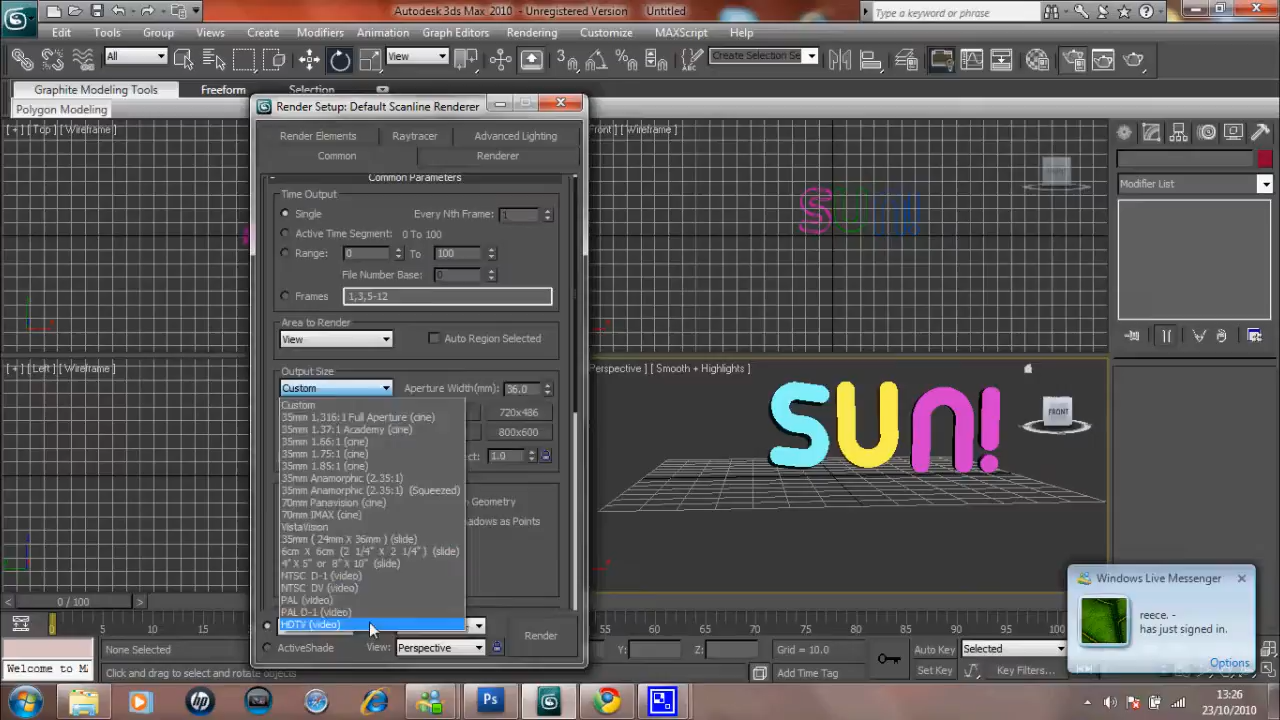 Autodesk 3ds Max 2010 - Unregistered Version Untitled
Type a keyword or phrase
Edit Tools Group Views Create Modifiers Animation Graph Editors Rendering Customize MAXScript Help
All View Create Selection Se
Graphite Modeling Tools Freeform Selection
Polygon Modeling
[ + ] [ Top ] [ Wireframe ]
Front ] [ Wireframe ]
FRONT
SUN!
Modifier List
Render Setup: Default Scanline Renderer
Render Elements Raytracer Advanced Lighting
Common Renderer
Common Parameters
Time Output
Single Every Nth Frame: 1
Active Time Segment: 0 To 100
Range: 0 To 100
File Number Base: 0
Frames 1,3,5-12
Area to Render
View Auto Region Selected
Output Size
Custom Aperture Width(mm): 36.0
Custom
35mm 1.316:1 Full Aperture (cine)
35mm 1.37:1 Academy (cine)
35mm 1.66:1 (cine)
35mm 1.75:1 (cine)
35mm 1.85:1 (cine)
35mm Anamorphic (2.35:1)
35mm Anamorphic (2.35:1) (Squeezed)
70mm Panavision (cine)
70mm IMAX (cine)
VistaVision
35mm ( 24mm X 36mm ) (slide)
6cm X 6cm (2 1/4" X 2 1/4") (slide)
4" X 5" or 8" X 10" (slide)
NTSC D-1 (video)
NTSC DV (video)
PAL (video)
PAL D-1 (video)
HDTV (video)
720x486
800x600
ect: 1.0
Geometry
adows as Points
Render
ActiveShade View: Perspective
[ + ] [ Left ] [ Wireframe ]
Perspective ] [ Smooth + Highlights ]
SUN!
FRONT
Windows Live Messenger
reece. -
has just signed in.
Options
0 / 100
0 65 70 75 80 85 90 95 100
None Selected Y: Z: Grid = 10.0 Auto Key Selected
Welcome to M
Click and drag to select and rotate objects Add Time Tag Set Key Key Filters...
13:26
23/10/2010